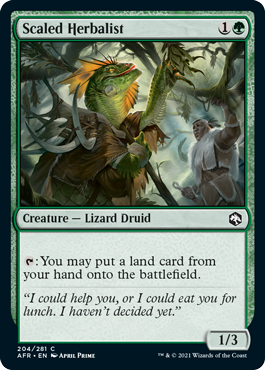 Scaled Herbalist 1
Creature — Lizard Druid
: You may put a land card from
your hand onto the battlefield.
“I could help you, or I could eat you for
lunch. I haven’t decided yet.”
1/3
204/281 C
AFR • EN APRIL PRIME
™ & © 2021 Wizards of the Coast